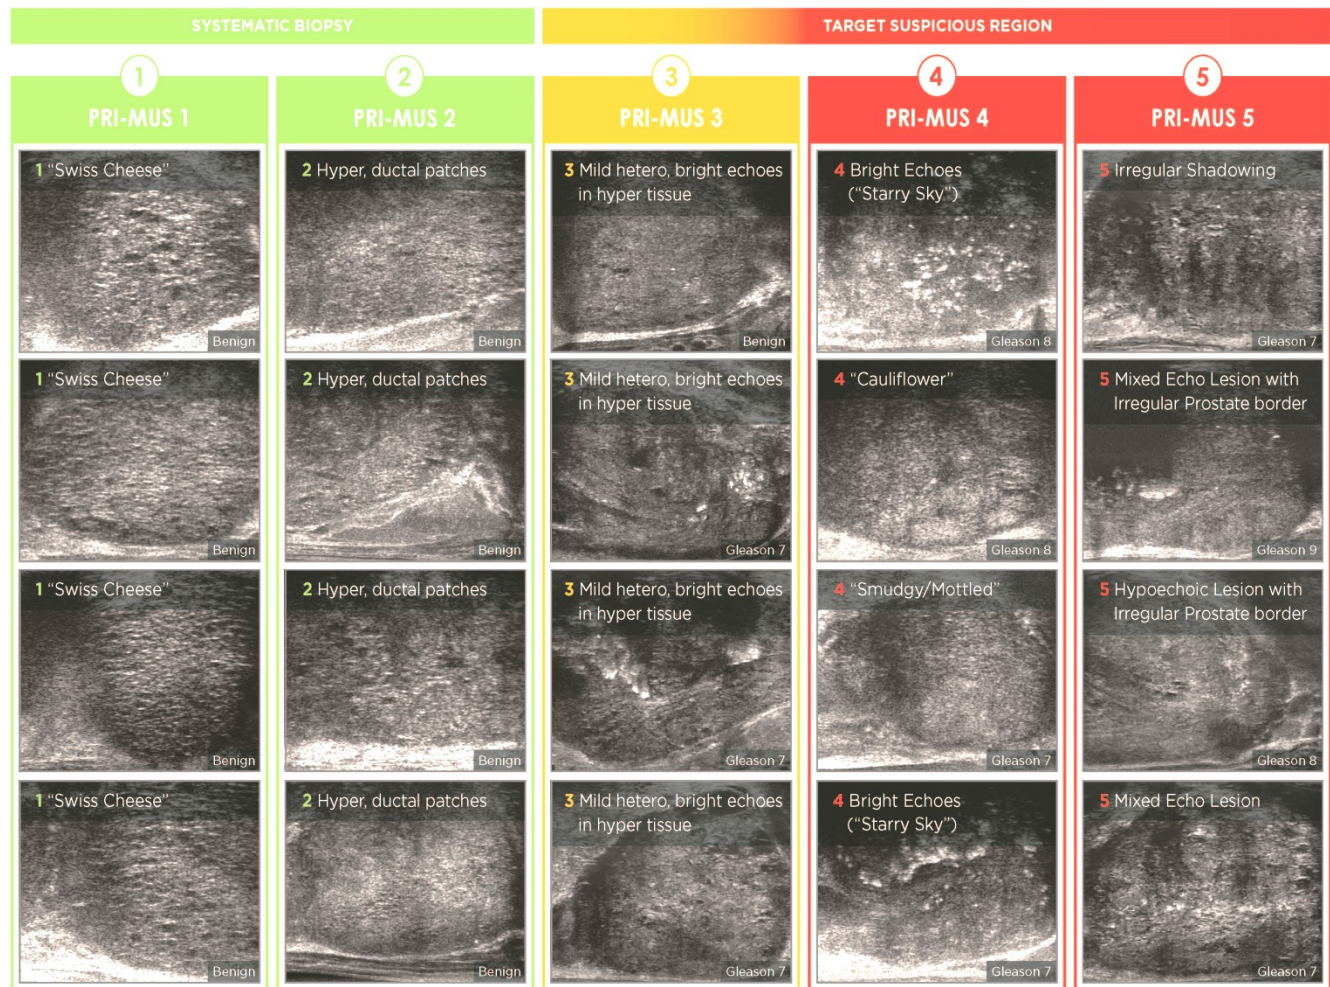 SYSTEMATIC BIOPSY
TARGET SUSPICIOUS REGION
1
2
3
4
5
PRI-MUS 1
PRI-MUS 2
PRI-MUS 3
PRI-MUS 4
PRI-MUS 5
1 "Swiss Cheese"
Benign
2 Hyper, ductal patches
Benign
3 Mild hetero, bright echoes
in hyper tissue
Benign
4 Bright Echoes
("Starry Sky")
Gleason 8
5 Irregular Shadowing
Gleason 7
1 "Swiss Cheese"
Benign
2 Hyper, ductal patches
Benign
3 Mild hetero, bright echoes
in hyper tissue
Gleason 7
4 "Cauliflower"
Gleason 8
5 Mixed Echo Lesion with
Irregular Prostate border
Gleason 9
1 "Swiss Cheese"
Benign
2 Hyper, ductal patches
Benign
3 Mild hetero, bright echoes
in hyper tissue
Gleason 7
4 "Smudgy/Mottled"
Gleason 7
5 Hypoechoic Lesion with
Irregular Prostate border
Gleason 8
1 "Swiss Cheese"
Benign
2 Hyper, ductal patches
Benign
3 Mild hetero, bright echoes
in hyper tissue
Gleason 7
4 Bright Echoes
("Starry Sky")
Gleason 7
5 Mixed Echo Lesion
Gleason 7